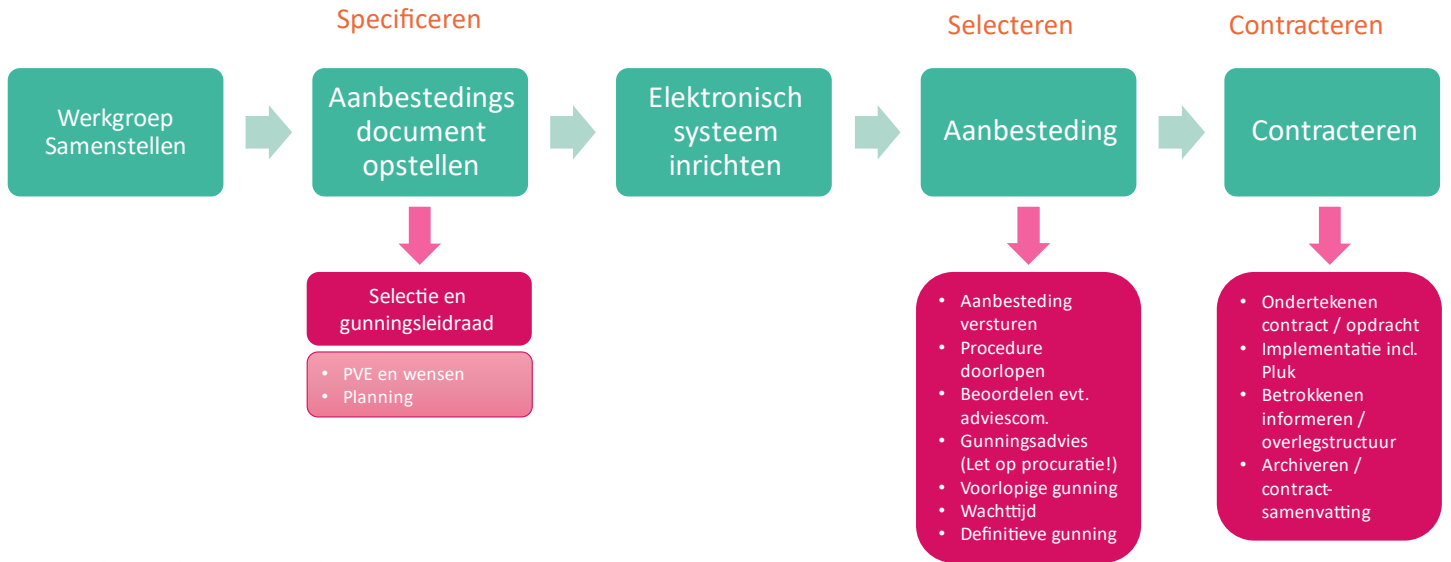 Specificeren
Selecteren
Contracteren
Werkgroep
Samenstellen
Aanbestedings
document
opstellen
Elektronisch
systeem
inrichten
Aanbesteding
Contracteren
Selectie en
gunningsleidraad
• PVE en wensen
• Planning
• Aanbesteding
versturen
• Procedure
doorlopen
• Beoordelen evt.
adviescom.
• Gunningsadvies
(Let op procuratie!)
• Voorlopige gunning
• Wachttijd
• Definitieve gunning
• Ondertekenen
contract / opdracht
• Implementatie incl.
Pluk
• Betrokkenen
informeren /
overlegstructuur
• Archiveren /
contract-
samenvatting